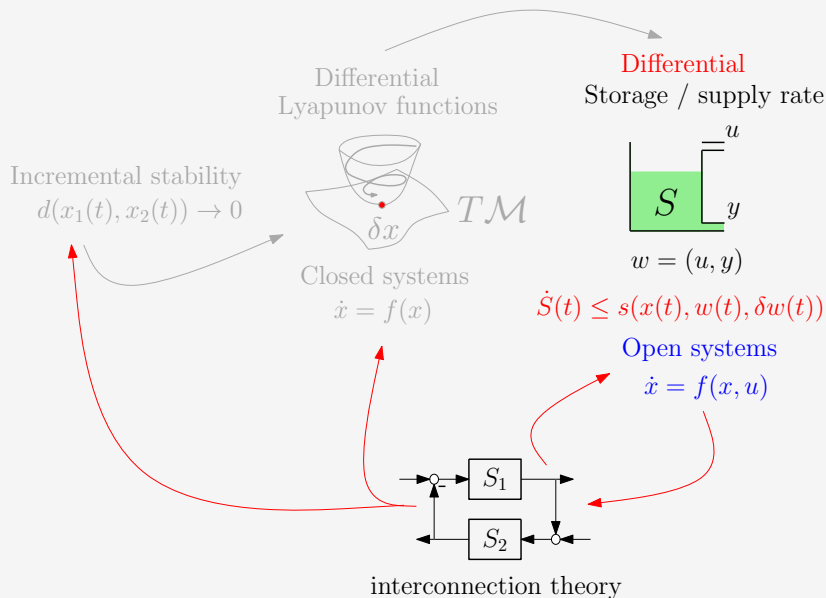 Differential
Lyapunov functions
Differential
Storage / supply rate
Incremental stability
d(x₁(t), x₂(t)) → 0
δx
TM
u
S
y
w = (u, y)
Closed systems
ẋ = f(x)
Ṡ(t) ≤ s(x(t), w(t), δw(t))
Open systems
ẋ = f(x, u)
-
S₁
S₂
interconnection theory